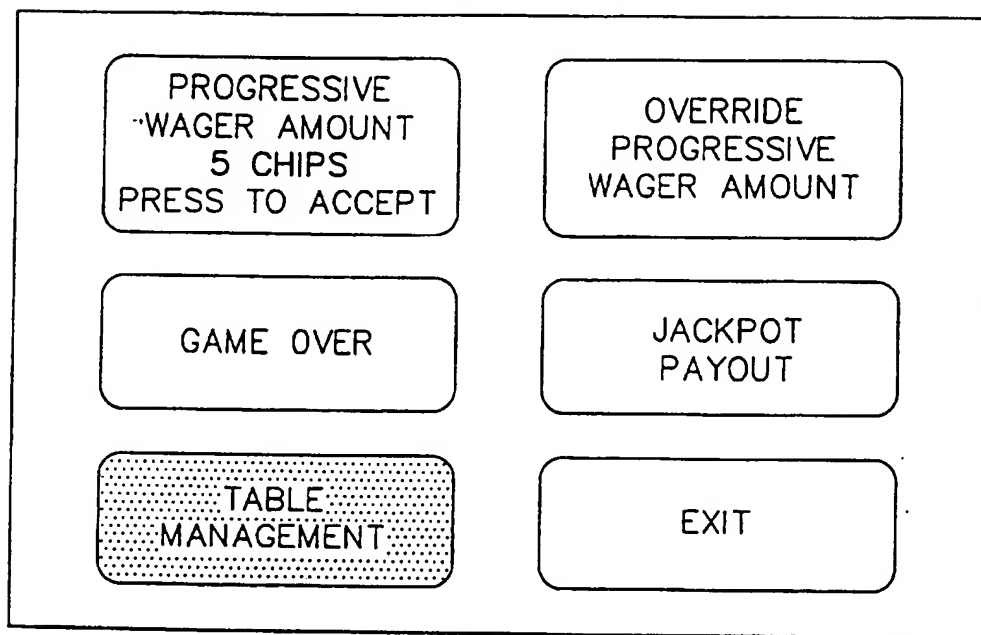 PROGRESSIVE
WAGER AMOUNT
5 CHIPS
PRESS TO ACCEPT
OVERRIDE
PROGRESSIVE
WAGER AMOUNT
GAME OVER
JACKPOT
PAYOUT
TABLE
MANAGEMENT
EXIT